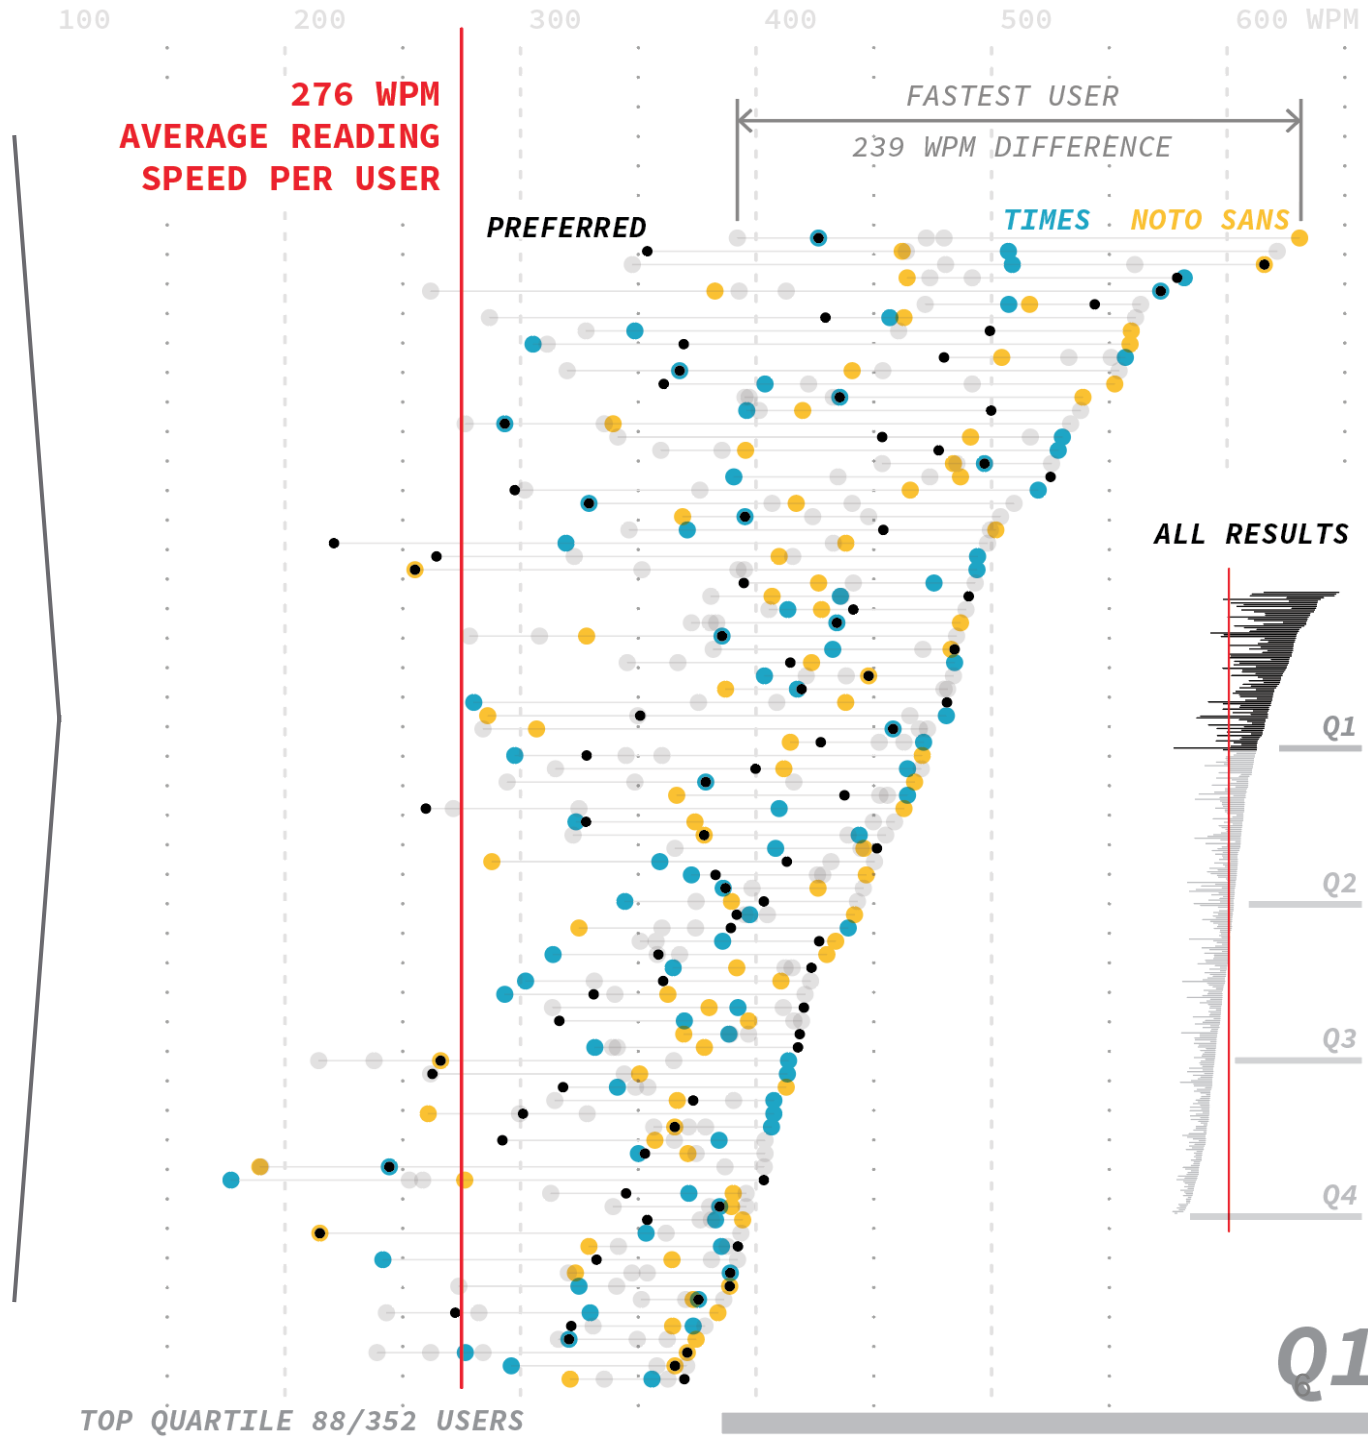 100 200 300 400 500 600 WPM
276 WPM
AVERAGE READING
SPEED PER USER
FASTEST USER
239 WPM DIFFERENCE
PREFERRED
TIMES
NOTO SANS
ALL RESULTS
Q1
Q2
Q3
Q4
Q1
6
TOP QUARTILE 88/352 USERS